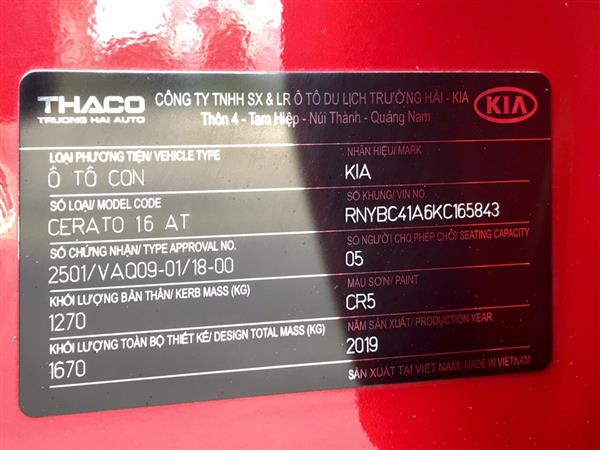 THACO
TRUONG HAI AUTO
CÔNG TY TNHH SX & LR Ô TÔ DU LỊCH TRƯỜNG HẢI - KIA
Thôn 4 - Tam Hiệp - Núi Thành - Quảng Nam
KIA
LOẠI PHƯƠNG TIỆN/ VEHICLE TYPE
Ô TÔ CON
SỐ LOẠI/ MODEL CODE
CERATO 16 AT
SỐ CHỨNG NHẬN/ TYPE APPROVAL NO.
2501/VAQ09-01/18-00
KHỐI LƯỢNG BẢN THÂN/ KERB MASS (KG)
1270
KHỐI LƯỢNG TOÀN BỘ THIẾT KẾ/ DESIGN TOTAL MASS (KG)
1670
NHÃN HIỆU/ MARK
KIA
SỐ KHUNG/ VIN NO
RNYBC41A6KC165843
SỐ NGƯỜI CHO PHÉP CHỞ/ SEATING CAPACITY
05
MÀU SƠN/ PAINT
CR5
NĂM SẢN XUẤT/ PRODUCTION YEAR
2019
SẢN XUẤT TẠI VIỆT NAM/ MADE IN VIETNAM